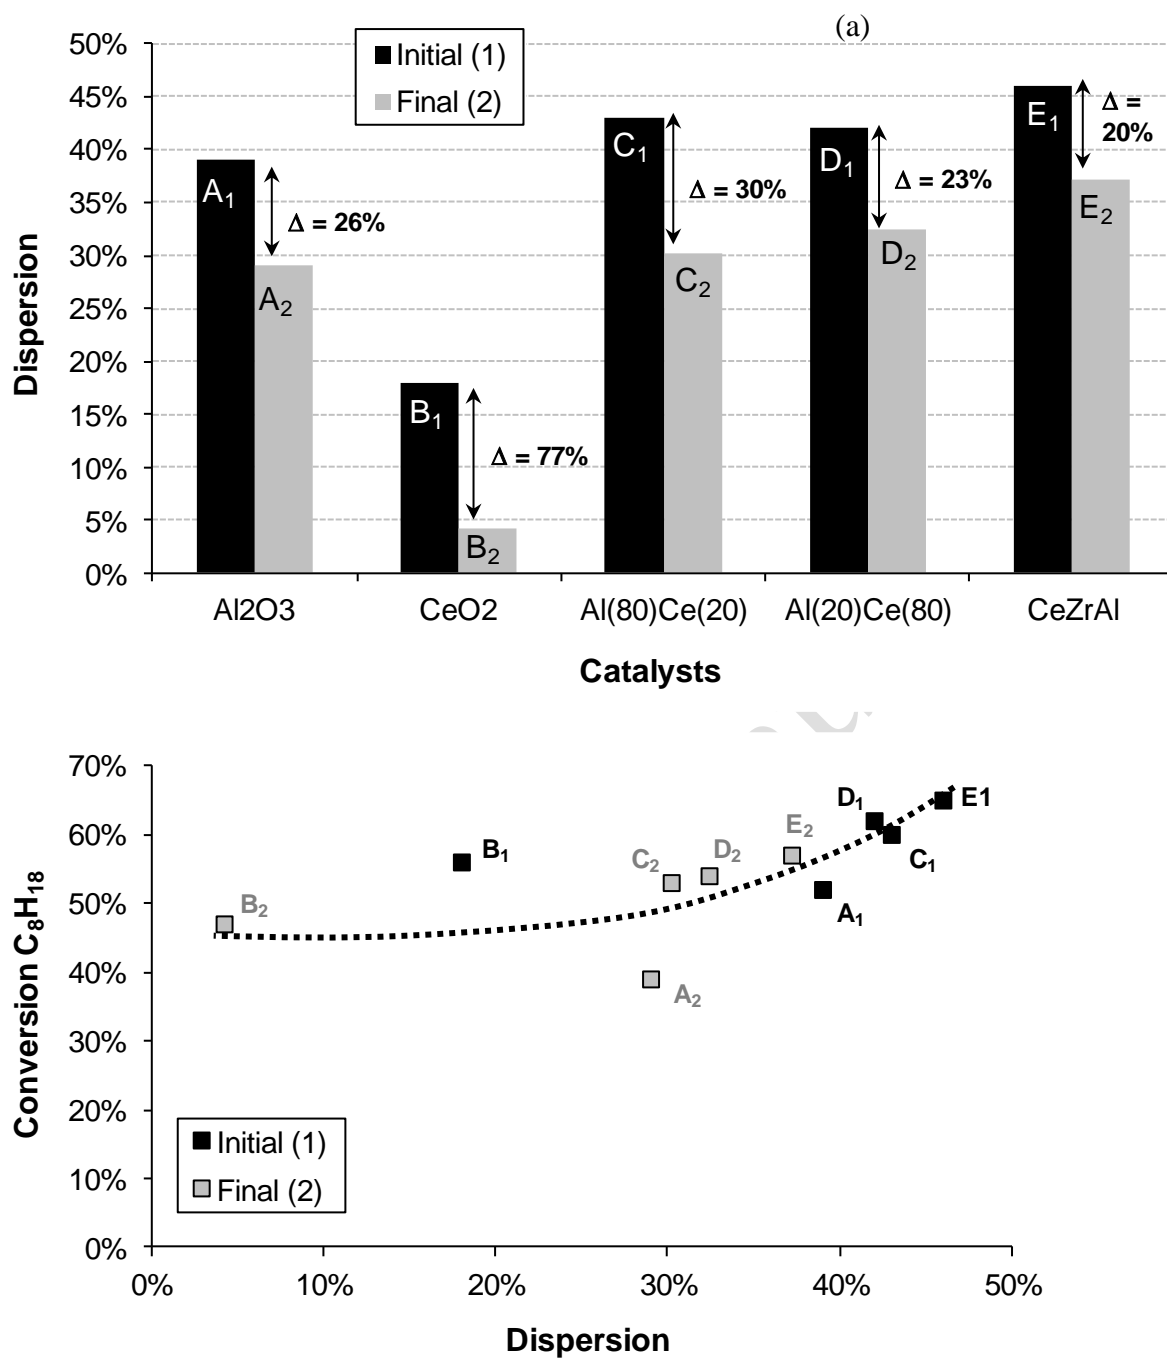 (a)
50%
45%
40%
35%
30%
25%
20%
15%
10%
5%
0%
Dispersion
Initial (1)
Final (2)
A₁
A₂
Δ = 26%
B₁
B₂
Δ = 77%
C₁
C₂
Δ = 30%
D₁
D₂
Δ = 23%
E₁
E₂
Δ =
20%
Al2O3 CeO2 Al(80)Ce(20) Al(20)Ce(80) CeZrAl
Catalysts
70%
60%
50%
40%
30%
20%
10%
0%
Conversion C₈H₁₈
B₂
B₁
C₂
D₂
E₂
D₁
E1
C₁
A₁
A₂
Initial (1)
Final (2)
0% 10% 20% 30% 40% 50%
Dispersion